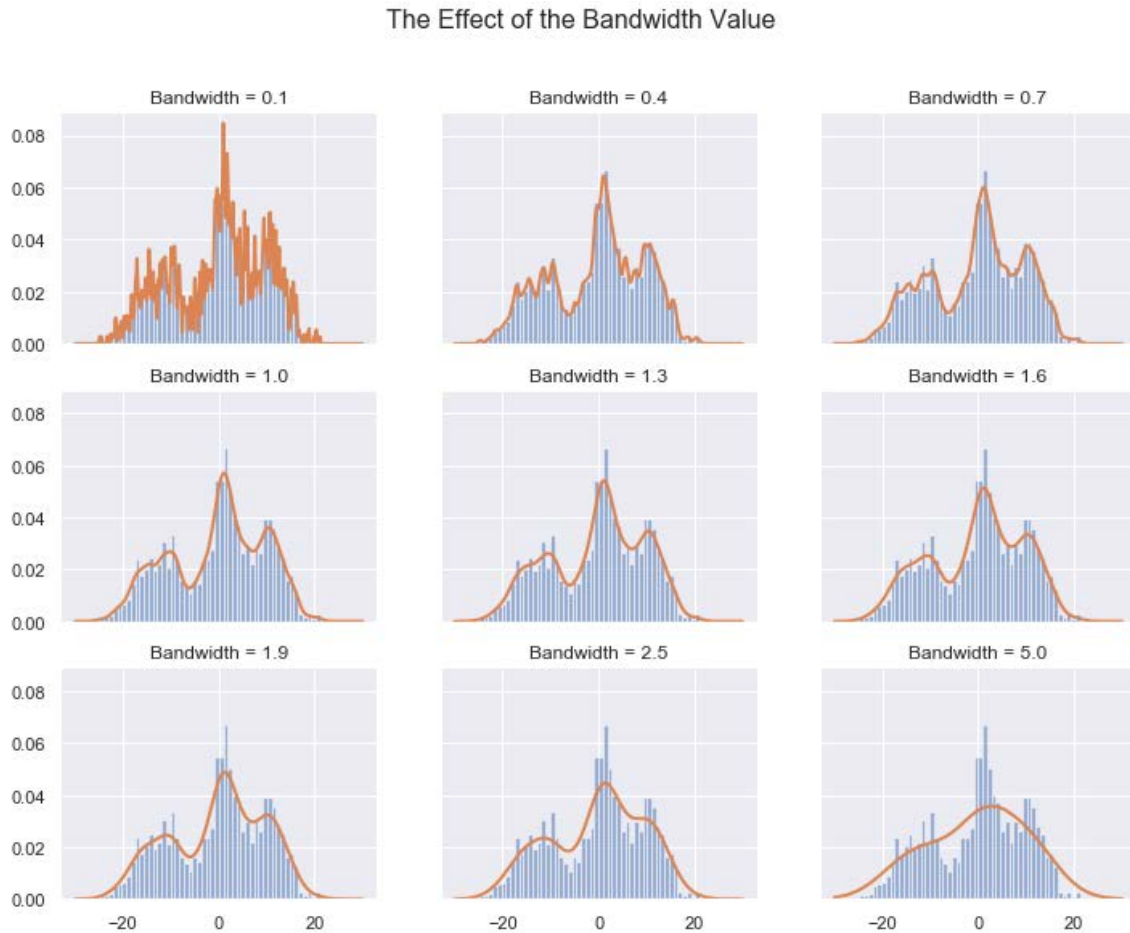 The Effect of the Bandwidth Value
Bandwidth = 0.1
Bandwidth = 0.4
Bandwidth = 0.7
0.08
0.06
0.04
0.02
0.00
Bandwidth = 1.0
Bandwidth = 1.3
Bandwidth = 1.6
0.08
0.06
0.04
0.02
0.00
Bandwidth = 1.9
Bandwidth = 2.5
Bandwidth = 5.0
0.08
0.06
0.04
0.02
0.00
−20 0 20
−20 0 20
−20 0 20